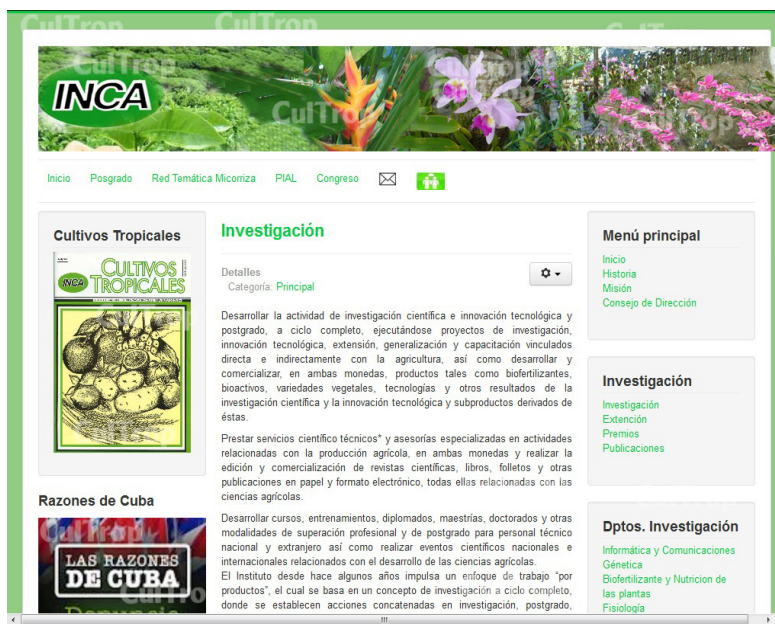 CulTrop
CulTrop
INCA
CulTrop
CulTrop
CulTrop
Inicio Posgrado Red Temática Micorriza PIAL Congreso
Cultivos Tropicales
INCA
CULTIVOS
TROPICALES
Razones de Cuba
CulTrop
LAS RAZONES
DE CUBA
Denuncia
Investigación
Detalles
Categoría: Principal
Desarrollar la actividad de investigación científica e innovación tecnológica y
postgrado, a ciclo completo, ejecutándose proyectos de investigación,
innovación tecnológica, extensión, generalización y capacitación vinculados
directa e indirectamente con la agricultura, así como desarrollar y
comercializar, en ambas monedas, productos tales como biofertilizantes,
bioactivos, variedades vegetales, tecnologías y otros resultados de la
investigación científica y la innovación tecnológica y subproductos derivados de
éstas.
Prestar servicios científico técnicos* y asesorías especializadas en actividades
relacionadas con la producción agrícola, en ambas monedas y realizar la
edición y comercialización de revistas científicas, libros, folletos y otras
publicaciones en papel y formato electrónico, todas ellas relacionadas con las
ciencias agrícolas.
Desarrollar cursos, entrenamientos, diplomados, maestrías, doctorados y otras
modalidades de superación profesional y de postgrado para personal técnico
nacional y extranjero así como realizar eventos científicos nacionales e
internacionales relacionados con el desarrollo de las ciencias agrícolas.
El Instituto desde hace algunos años impulsa un enfoque de trabajo "por
productos", el cual se basa en un concepto de investigación a ciclo completo,
donde se establecen acciones concatenadas en investigación, postgrado,
Menú principal
Inicio
Historia
Misión
Consejo de Dirección
Investigación
Investigación
Extención
Premios
Publicaciones
Dptos. Investigación
Informática y Comunicaciones
Génetica
Biofertilizante y Nutricion de
las plantas
Fisiología